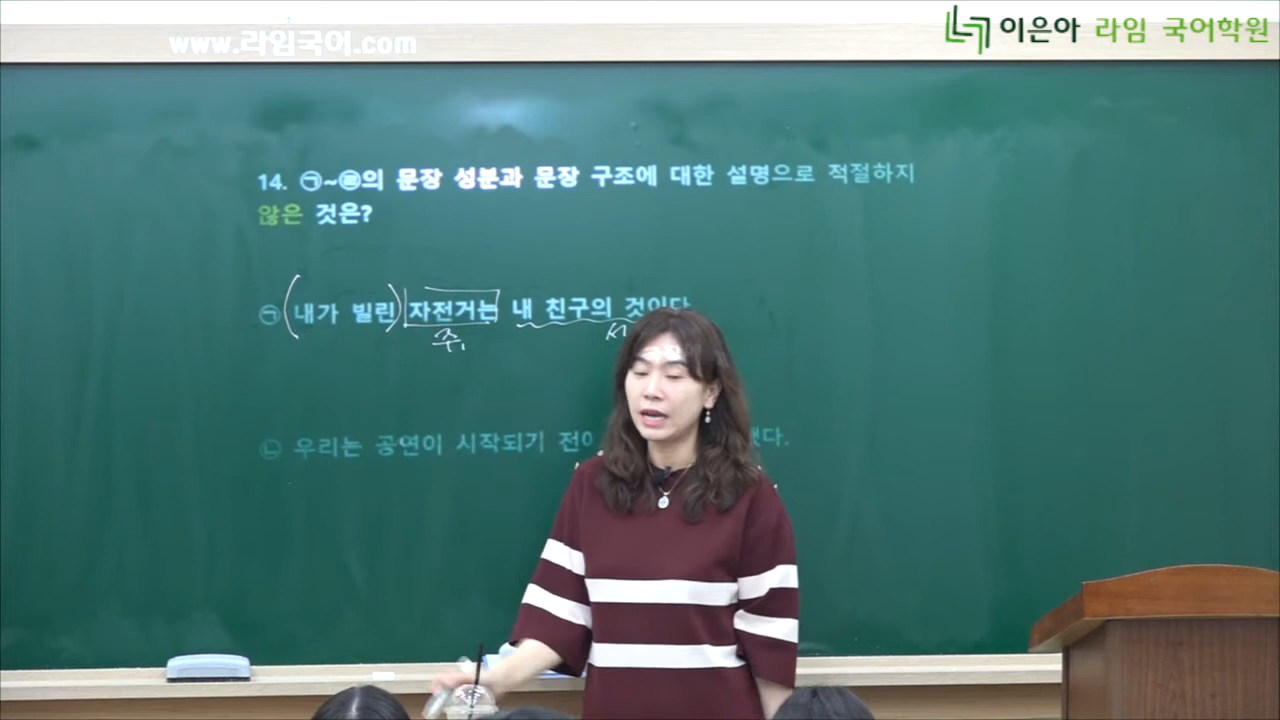 www.라임국어.com
이은아 라임 국어학원
14. ㉠~㉣의 문장 성분과 문장 구조에 대한 설명으로 적절하지
않은 것은?
㉠ (내가 빌린) 자전거는 내 친구의 것이다
주. 서
㉡ 우리는 공연이 시작되기 전에